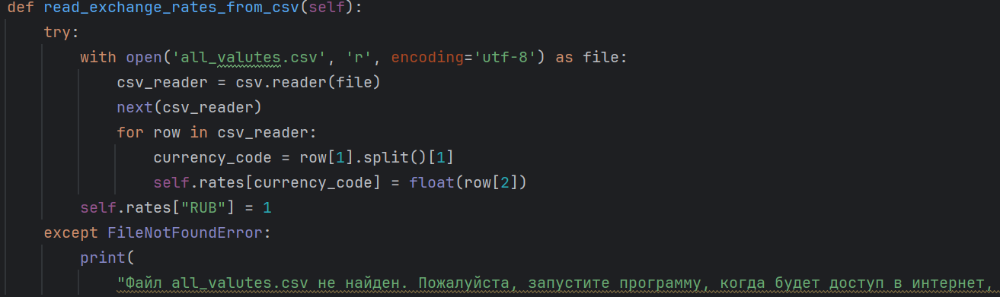 def read_exchange_rates_from_csv(self):
    try:
        with open('all_valutes.csv', 'r', encoding='utf-8') as file:
            csv_reader = csv.reader(file)
            next(csv_reader)
            for row in csv_reader:
                currency_code = row[1].split()[1]
                self.rates[currency_code] = float(row[2])
        self.rates["RUB"] = 1
    except FileNotFoundError:
        print(
            "Файл all_valutes.csv не найден. Пожалуйста, запустите программу, когда будет доступ в интернет,